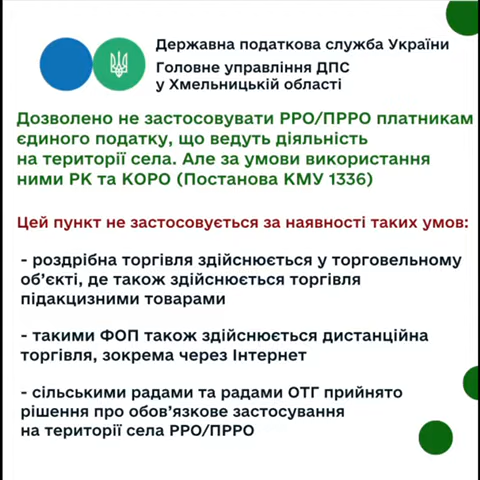 Державна податкова служба України
Головне управління ДПС
у Хмельницькій області
Дозволено не застосовувати РРО/ПРРО платникам
єдиного податку, що ведуть діяльність
на території села. Але за умови використання
ними РК та КОРО (Постанова КМУ 1336)
Цей пункт не застосовується за наявності таких умов:
- роздрібна торгівля здійснюється у торговельному
об’єкті, де також здійснюється торгівля
підакцизними товарами
- такими ФОП також здійснюється дистанційна
торгівля, зокрема через Інтернет
- сільськими радами та радами ОТГ прийнято
рішення про обов’язкове застосування
на території села РРО/ПРРО